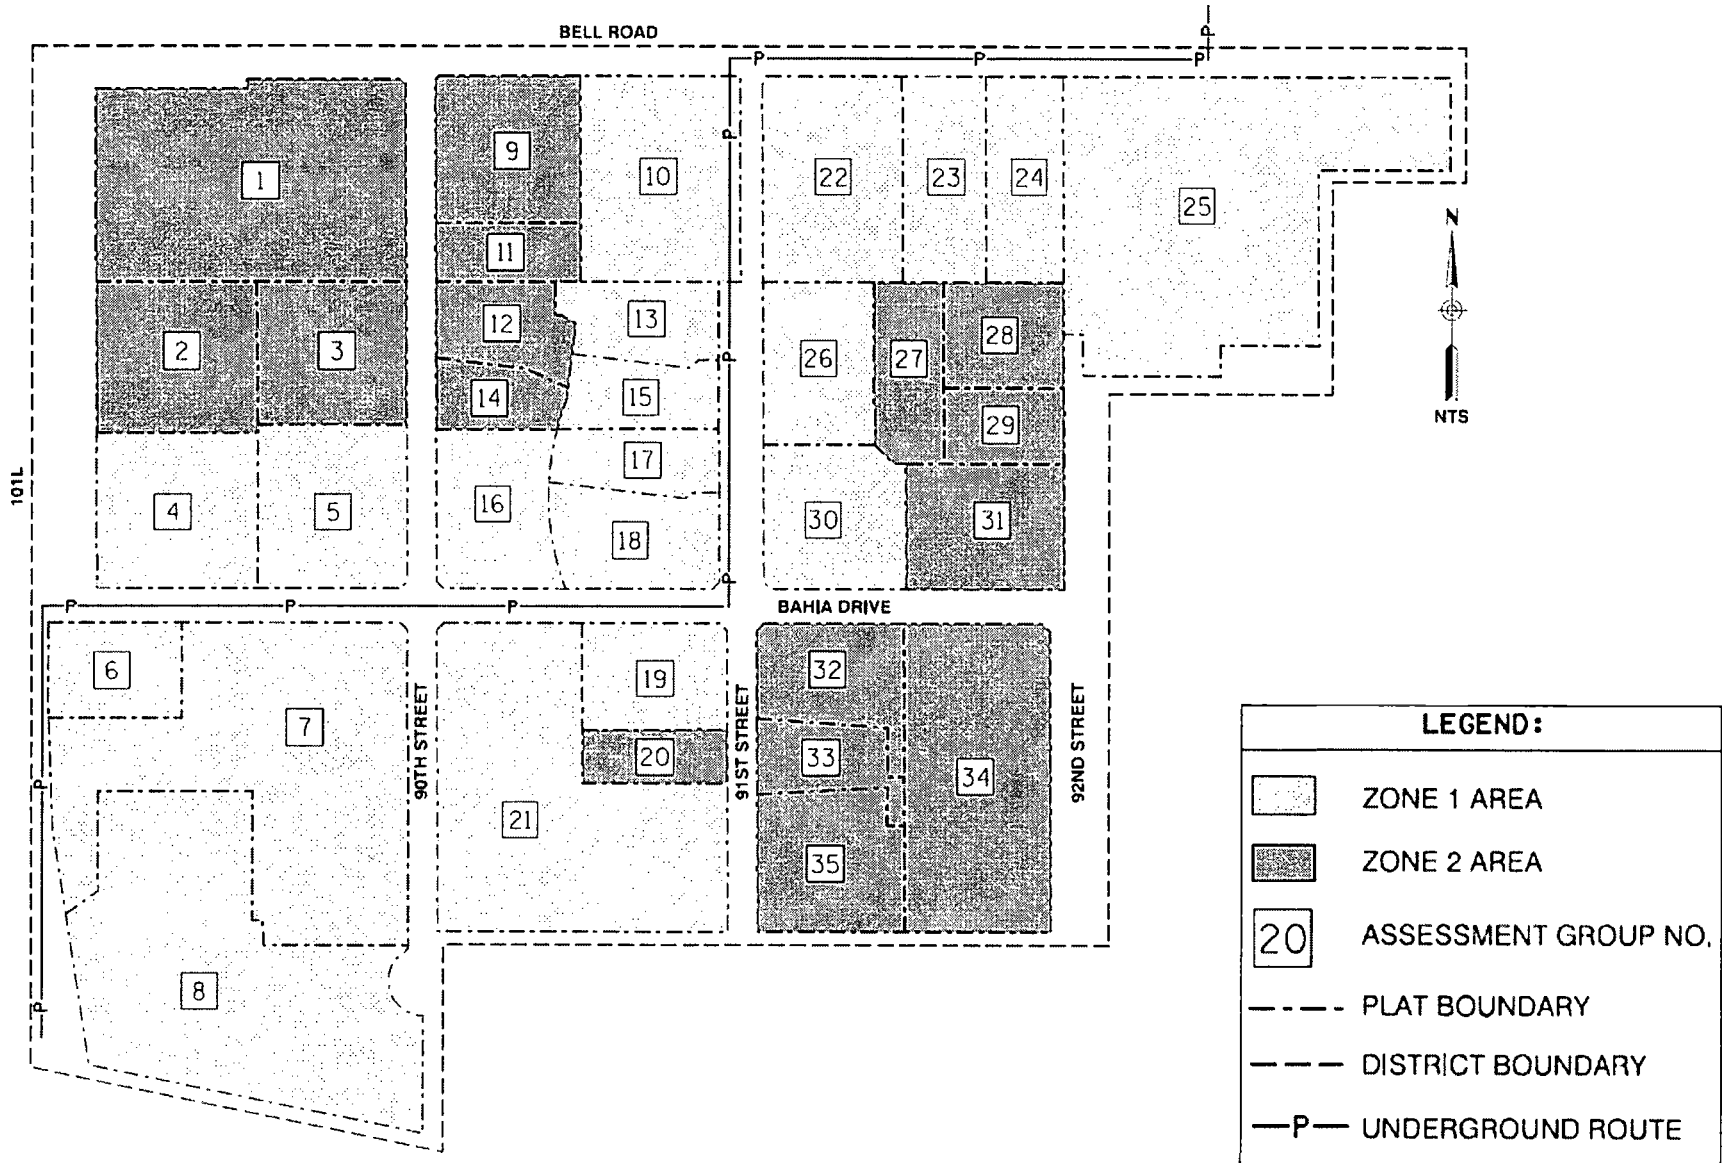 BELL ROAD
P
P P P
1
9
10
P
22
23
24
25
N
11
12
13
2
3
14
15
P
26
27
28
29
NTS
101L
4
5
16
17
18
30
31
P
P P P
BAHIA DRIVE
6
7
90TH STREET
19
20
21
91ST STREET
32
33
34
35
92ND STREET
P
8
P
LEGEND:
ZONE 1 AREA
ZONE 2 AREA
20 ASSESSMENT GROUP NO.
PLAT BOUNDARY
DISTRICT BOUNDARY
P UNDERGROUND ROUTE